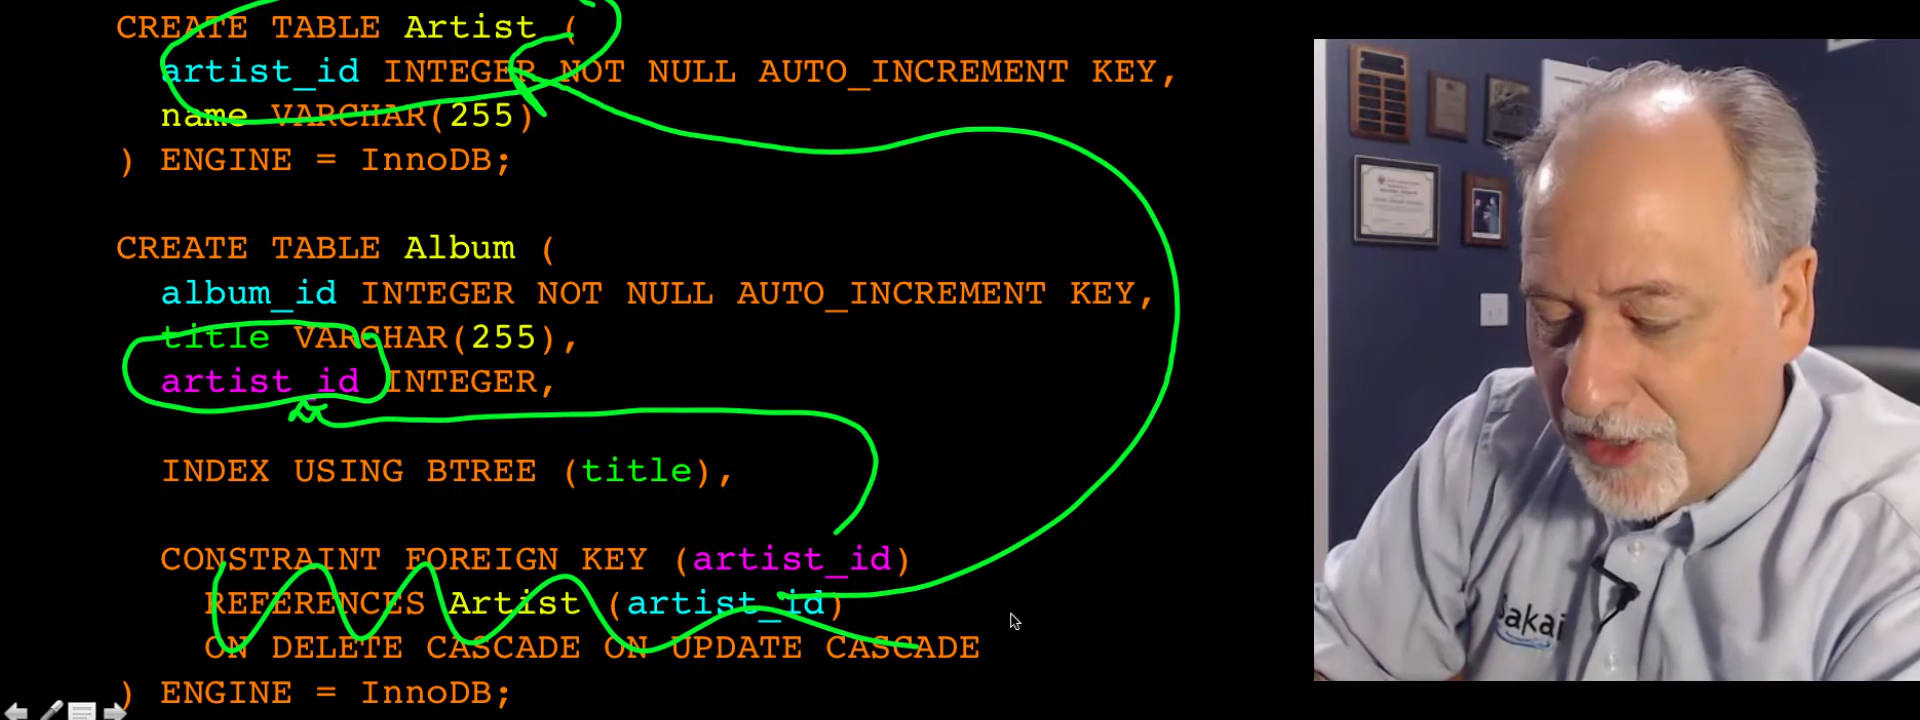 CREATE TABLE Artist (
artist_id INTEGER NOT NULL AUTO_INCREMENT KEY,
name VARCHAR(255)
) ENGINE = InnoDB;
CREATE TABLE Album (
album_id INTEGER NOT NULL AUTO_INCREMENT KEY,
title VARCHAR(255),
artist_id INTEGER,
INDEX USING BTREE (title),
CONSTRAINT FOREIGN KEY (artist_id)
REFERENCES Artist (artist_id)
ON DELETE CASCADE ON UPDATE CASCADE
) ENGINE = InnoDB;
Sakai